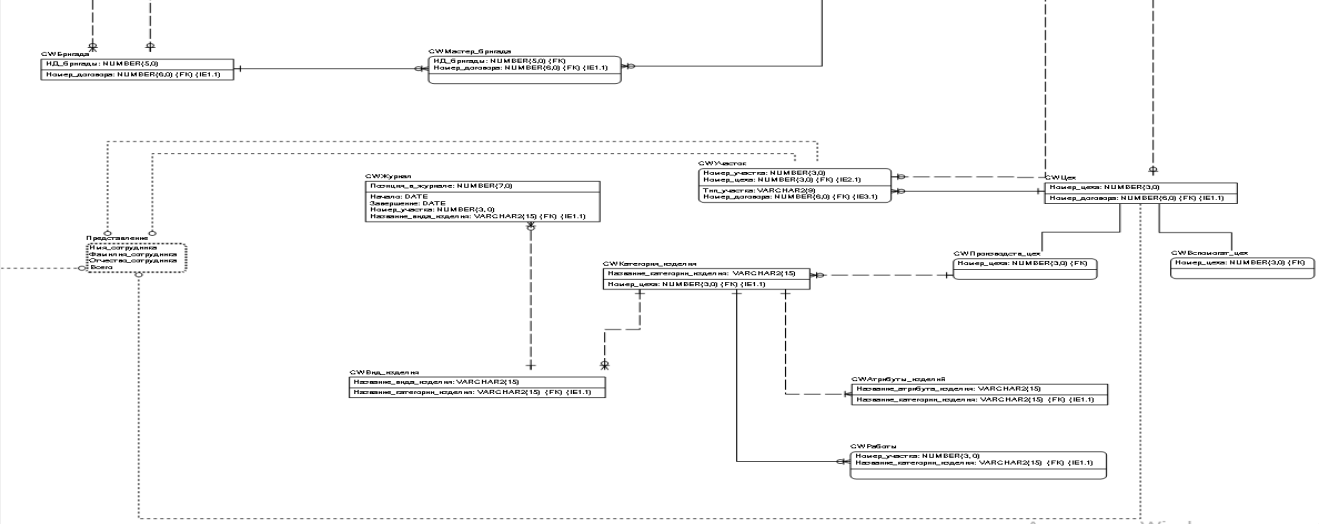 CWБригада
НД_бригады: NUMBER(5,0)
Номер_договора: NUMBER(6,0) (FK) (IE1.1)
CWМастер_бригада
НД_бригады: NUMBER(5,0) (FK)
Номер_договора: NUMBER(6,0) (FK) (IE1.1)
CWУчасток
Номер_участка: NUMBER(3,0)
Номер_цеха: NUMBER(3,0) (FK) (IE2.1)
Тип_участка: VARCHAR2(9)
Номер_договора: NUMBER(6,0) (FK) (IE3.1)
CWЦех
Номер_цеха: NUMBER(3,0)
Номер_договора: NUMBER(6,0) (FK) (IE1.1)
CWЖурнал
Позиция_в_журнале: NUMBER(7,0)
Начало: DATE
Завершение: DATE
Номер_участка: NUMBER(3, 0)
Название_вида_изделия: VARCHAR2(15) (FK) (IE1.1)
Представление
Имя_сотрудника
Фамилия_сотрудника
Отчество_сотрудника
Всего
CWКатегория_изделия
Название_категории_изделия: VARCHAR2(15)
Номер_цеха: NUMBER(3,0) (FK) (IE1.1)
CWПроизводств_цех
Номер_цеха: NUMBER(3,0) (FK)
CWВспомогат_цех
Номер_цеха: NUMBER(3,0) (FK)
CWВид_изделия
Название_вида_изделия: VARCHAR2(15)
Название_категории_изделия: VARCHAR2(15) (FK) (IE1.1)
CWАтрибуты_изделий
Название_атрибута_изделия: VARCHAR2(15)
Название_категории_изделия: VARCHAR2(15) (FK) (IE1.1)
CWРаботы
Номер_участка: NUMBER(3, 0)
Название_категории_изделия: VARCHAR2(15) (FK) (IE1.1)